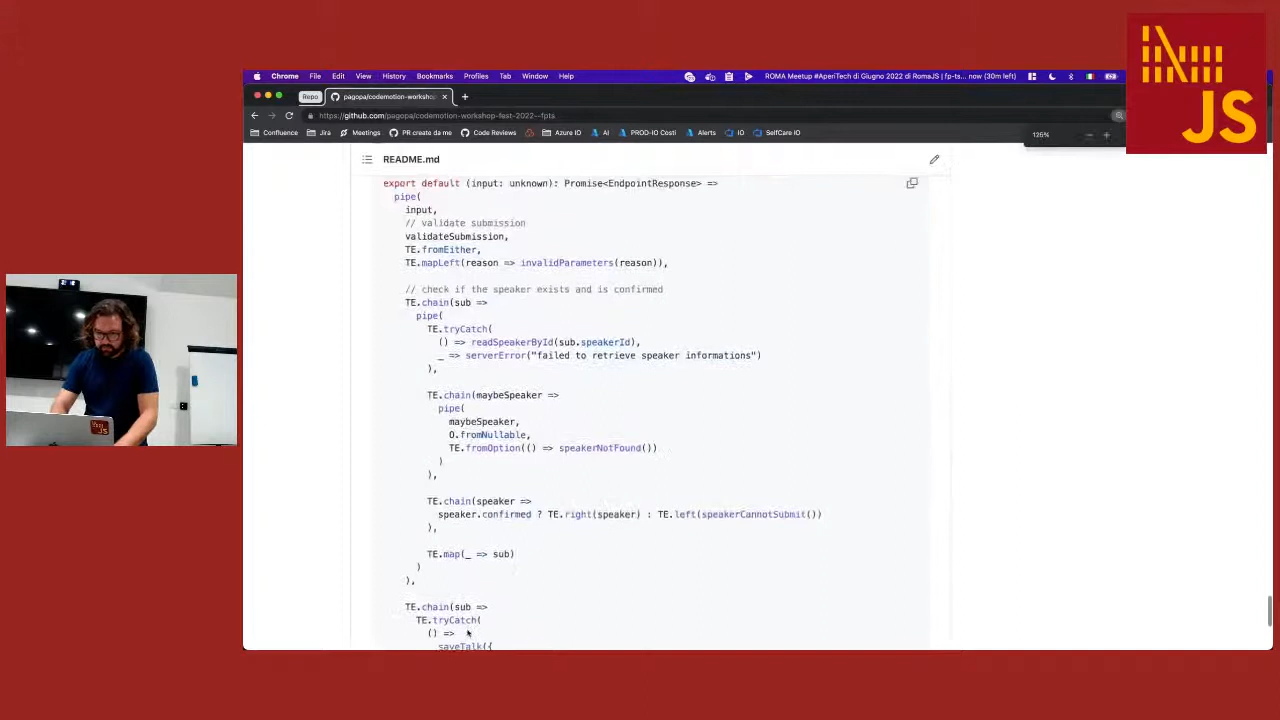 Chrome File Edit View History Bookmarks Profiles Tab Window Help ROMA Meetup #AperiTech di Giugno 2022 di RomaJS | fp-ts... now (30m left)
Repo pagopa/codemotion-workshop
https://github.com/pagopa/codemotion-workshop-fest-2022--fpts
Confluence Jira Meetings PR create da me Code Reviews Azure IO AI PROD-IO Costi Alerts IO SelfCare IO
125%
JS
README.md
export default (input: unknown): Promise<EndpointResponse> =>
pipe(
input,
// validate submission
validateSubmission,
TE.fromEither,
TE.mapLeft(reason => invalidParameters(reason)),
// check if the speaker exists and is confirmed
TE.chain(sub =>
pipe(
TE.tryCatch(
() => readSpeakerById(sub.speakerId),
_ => serverError("failed to retrieve speaker informations")
),
TE.chain(maybeSpeaker =>
pipe(
maybeSpeaker,
O.fromNullable,
TE.fromOption(() => speakerNotFound())
)
),
TE.chain(speaker =>
speaker.confirmed ? TE.right(speaker) : TE.left(speakerCannotSubmit())
),
TE.map(_ => sub)
)
),
TE.chain(sub =>
TE.tryCatch(
() =>
saveTalk({